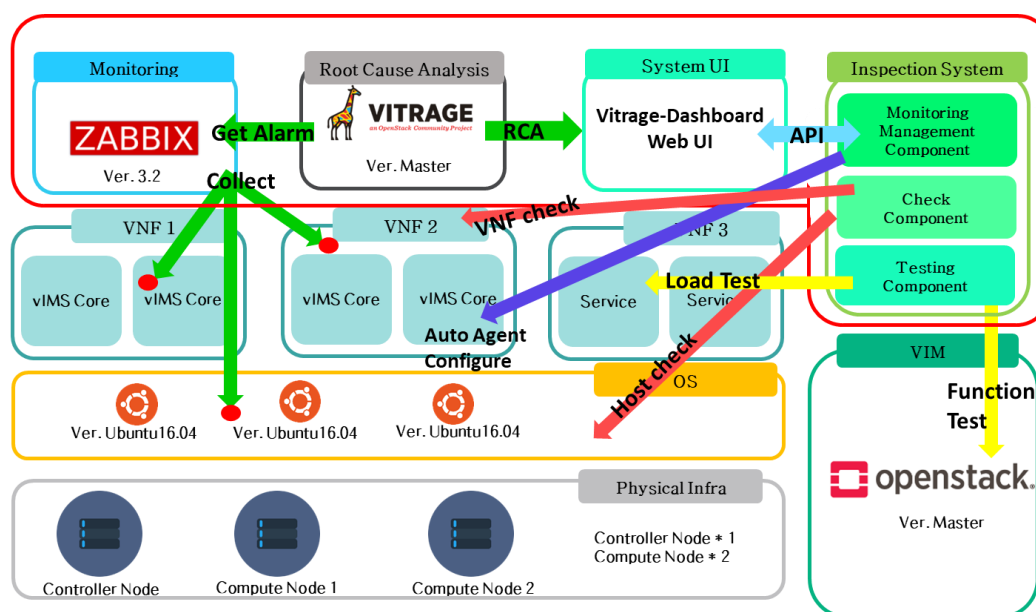 Monitoring
ZABBIX
Ver. 3.2
Root Cause Analysis
VITRAGE
an OpenStack Community Project
Ver. Master
System UI
Vitrage-Dashboard
Web UI
Inspection System
Monitoring
Management
Component
Check
Component
Testing
Component
Get Alarm
RCA
API
Collect
VNF check
Load Test
Auto Agent
Configure
Host check
Function
Test
VNF 1
vIMS Core
vIMS Core
VNF 2
vIMS Core
vIMS Core
VNF 3
Service
Service
OS
Ver. Ubuntu16.04
Ver. Ubuntu16.04
Ver. Ubuntu16.04
VIM
openstack.
Ver. Master
Physical Infra
Controller Node * 1
Compute Node * 2
Controller Node
Compute Node 1
Compute Node 2